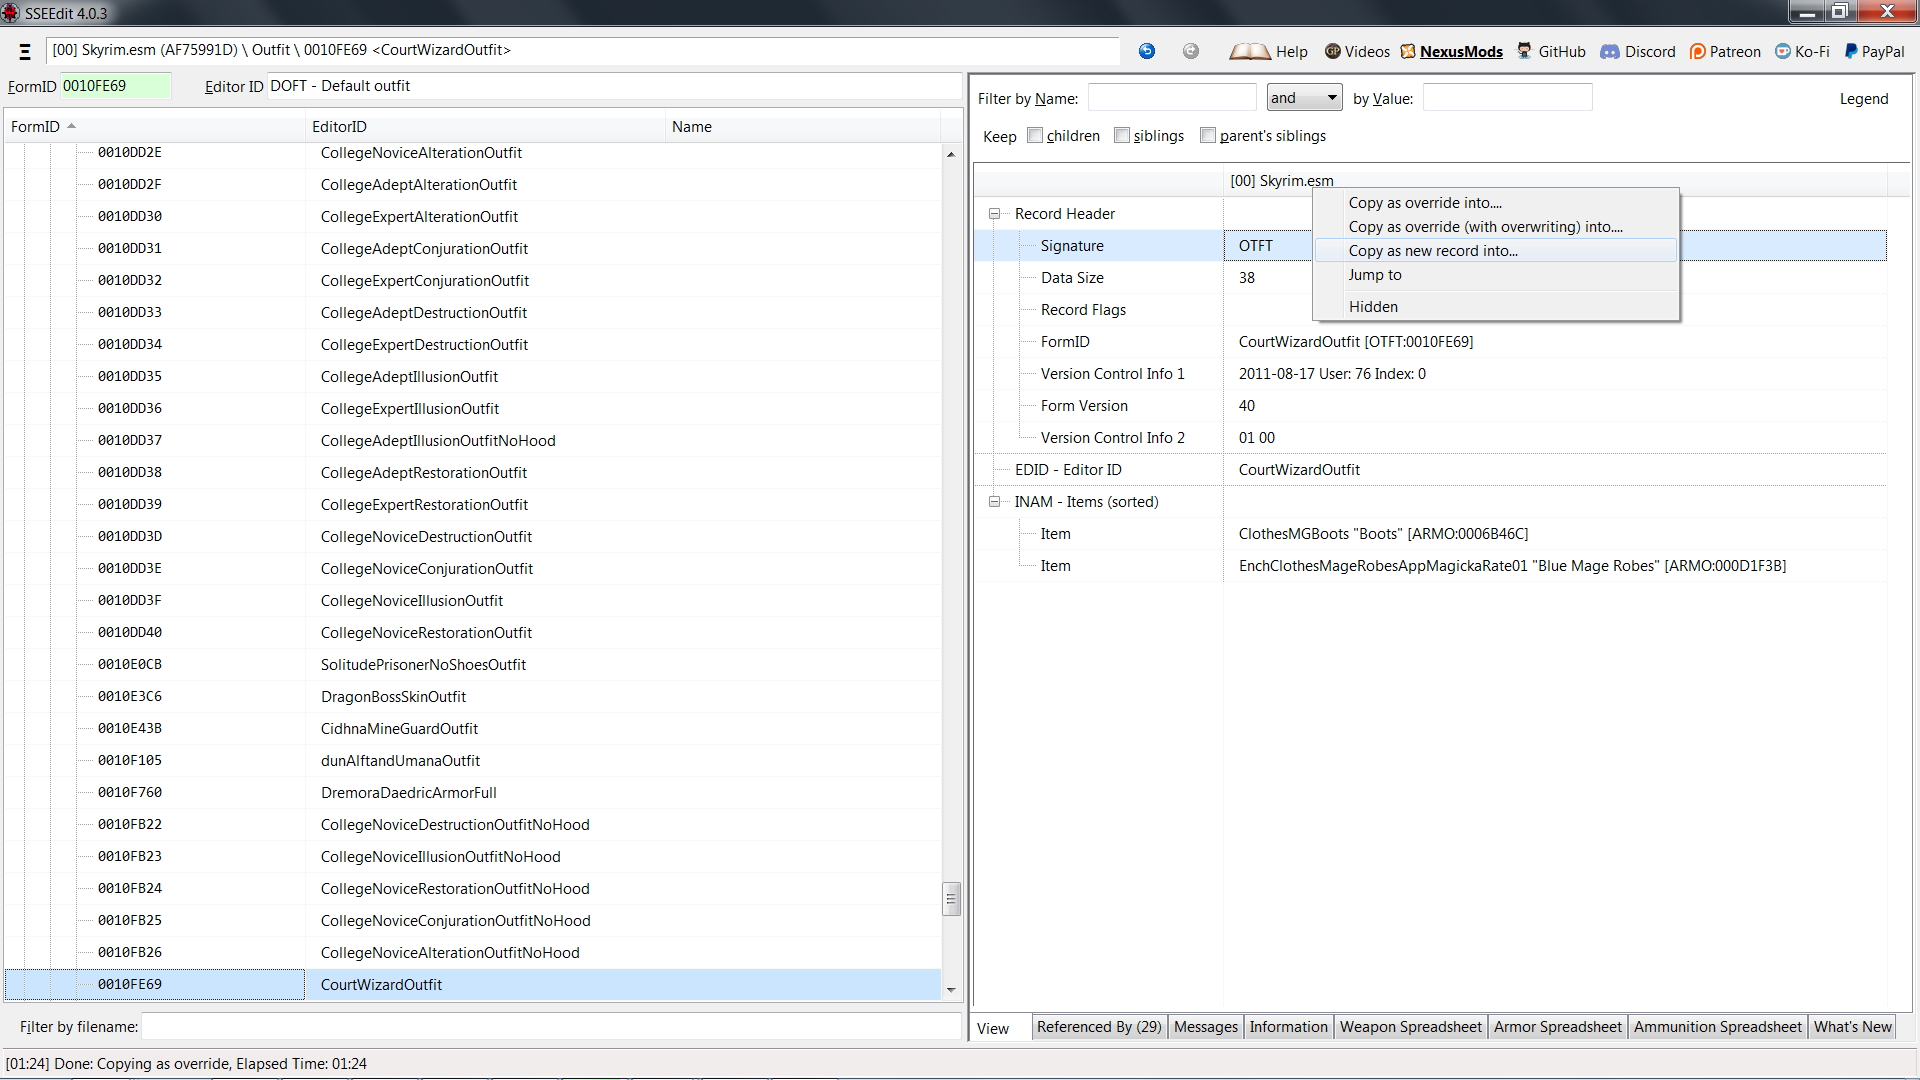 SSEEdit 4.0.3
[00] Skyrim.esm (AF75991D) \ Outfit \ 0010FE69 <CourtWizardOutfit>
Help GP Videos NexusMods GitHub Discord Patreon Ko-Fi PayPal
FormID 0010FE69 Editor ID DOFT - Default outfit
FormID EditorID Name
0010DD2E CollegeNoviceAlterationOutfit
0010DD2F CollegeAdeptAlterationOutfit
0010DD30 CollegeExpertAlterationOutfit
0010DD31 CollegeAdeptConjurationOutfit
0010DD32 CollegeExpertConjurationOutfit
0010DD33 CollegeAdeptDestructionOutfit
0010DD34 CollegeExpertDestructionOutfit
0010DD35 CollegeAdeptIllusionOutfit
0010DD36 CollegeExpertIllusionOutfit
0010DD37 CollegeAdeptIllusionOutfitNoHood
0010DD38 CollegeAdeptRestorationOutfit
0010DD39 CollegeExpertRestorationOutfit
0010DD3D CollegeNoviceDestructionOutfit
0010DD3E CollegeNoviceConjurationOutfit
0010DD3F CollegeNoviceIllusionOutfit
0010DD40 CollegeNoviceRestorationOutfit
0010E0CB SolitudePrisonerNoShoesOutfit
0010E3C6 DragonBossSkinOutfit
0010E43B CidhnaMineGuardOutfit
0010F105 dunAlftandUmanaOutfit
0010F760 DremoraDaedricArmorFull
0010FB22 CollegeNoviceDestructionOutfitNoHood
0010FB23 CollegeNoviceIllusionOutfitNoHood
0010FB24 CollegeNoviceRestorationOutfitNoHood
0010FB25 CollegeNoviceConjurationOutfitNoHood
0010FB26 CollegeNoviceAlterationOutfitNoHood
0010FE69 CourtWizardOutfit
Filter by filename:
Filter by Name: and by Value: Legend
Keep children siblings parent's siblings
[00] Skyrim.esm
Record Header
Signature OTFT
Data Size 38
Record Flags
FormID CourtWizardOutfit [OTFT:0010FE69]
Version Control Info 1 2011-08-17 User: 76 Index: 0
Form Version 40
Version Control Info 2 01 00
EDID - Editor ID CourtWizardOutfit
INAM - Items (sorted)
Item ClothesMGBoots "Boots" [ARMO:0006B46C]
Item EnchClothesMageRobesAppMagickaRate01 "Blue Mage Robes" [ARMO:000D1F3B]
Copy as override into....
Copy as override (with overwriting) into....
Copy as new record into...
Jump to
Hidden
View Referenced By (29) Messages Information Weapon Spreadsheet Armor Spreadsheet Ammunition Spreadsheet What's New
[01:24] Done: Copying as override, Elapsed Time: 01:24